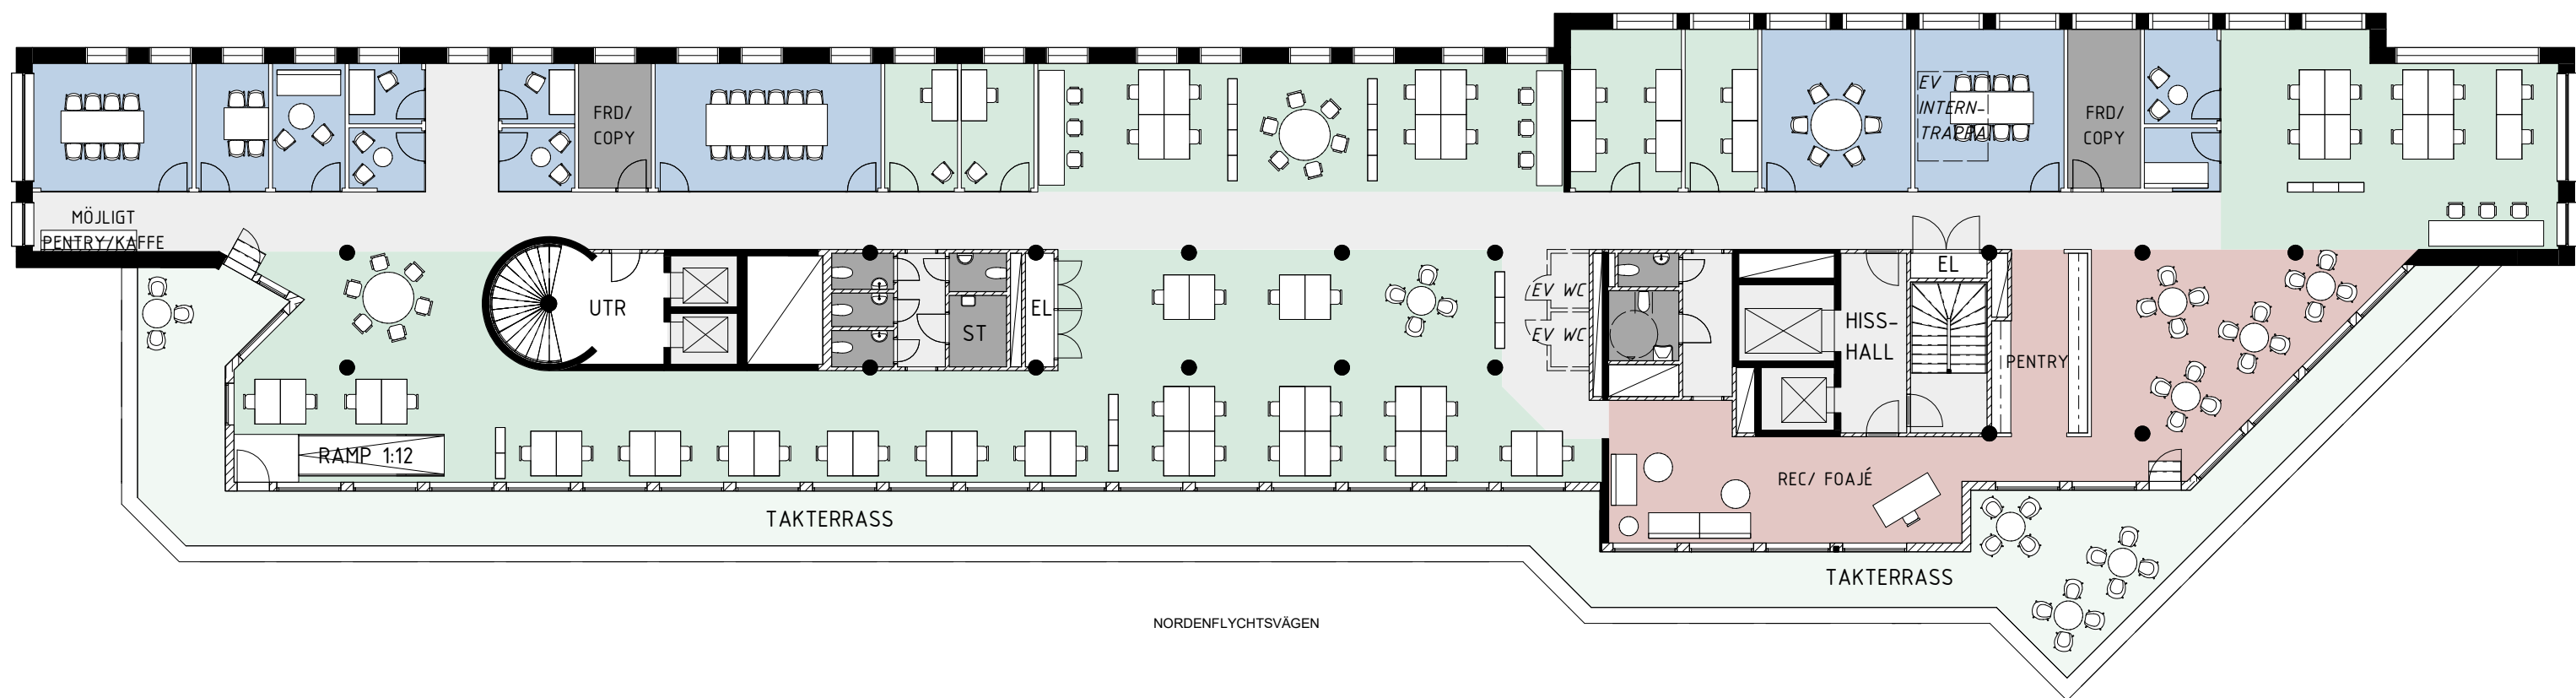 FRD/
COPY
EV
INTERN-
TRAPPA
FRD/
COPY
MÖJLIGT
PENTRY/KAFFE
UTR
ST
EL
EV WC
EV WC
HISS-
HALL
EL
PENTRY
RAMP 1:12
REC/ FOAJÉ
TAKTERRASS
TAKTERRASS
NORDENFLYCHTSVÄGEN